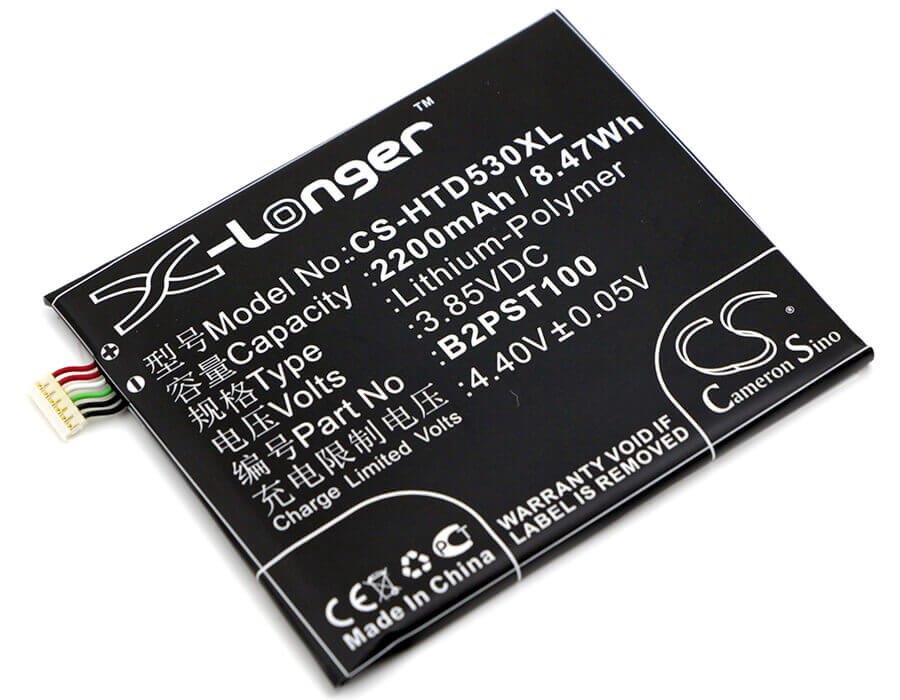 X-Longer™
型号Model No.:CS-HTD530XL
容量Capacity :2200mAh / 8.47Wh
规格Type :Lithium-Polymer
电压Volts :3.85VDC
编号Part No :B2PST100
充电限制电压 :4.40V±0.05V
Charge Limited Volts
+
-
CS
Cameron Sino
WARRANTY VOID IF
LABEL IS REMOVED
CE
PCT
Made in China